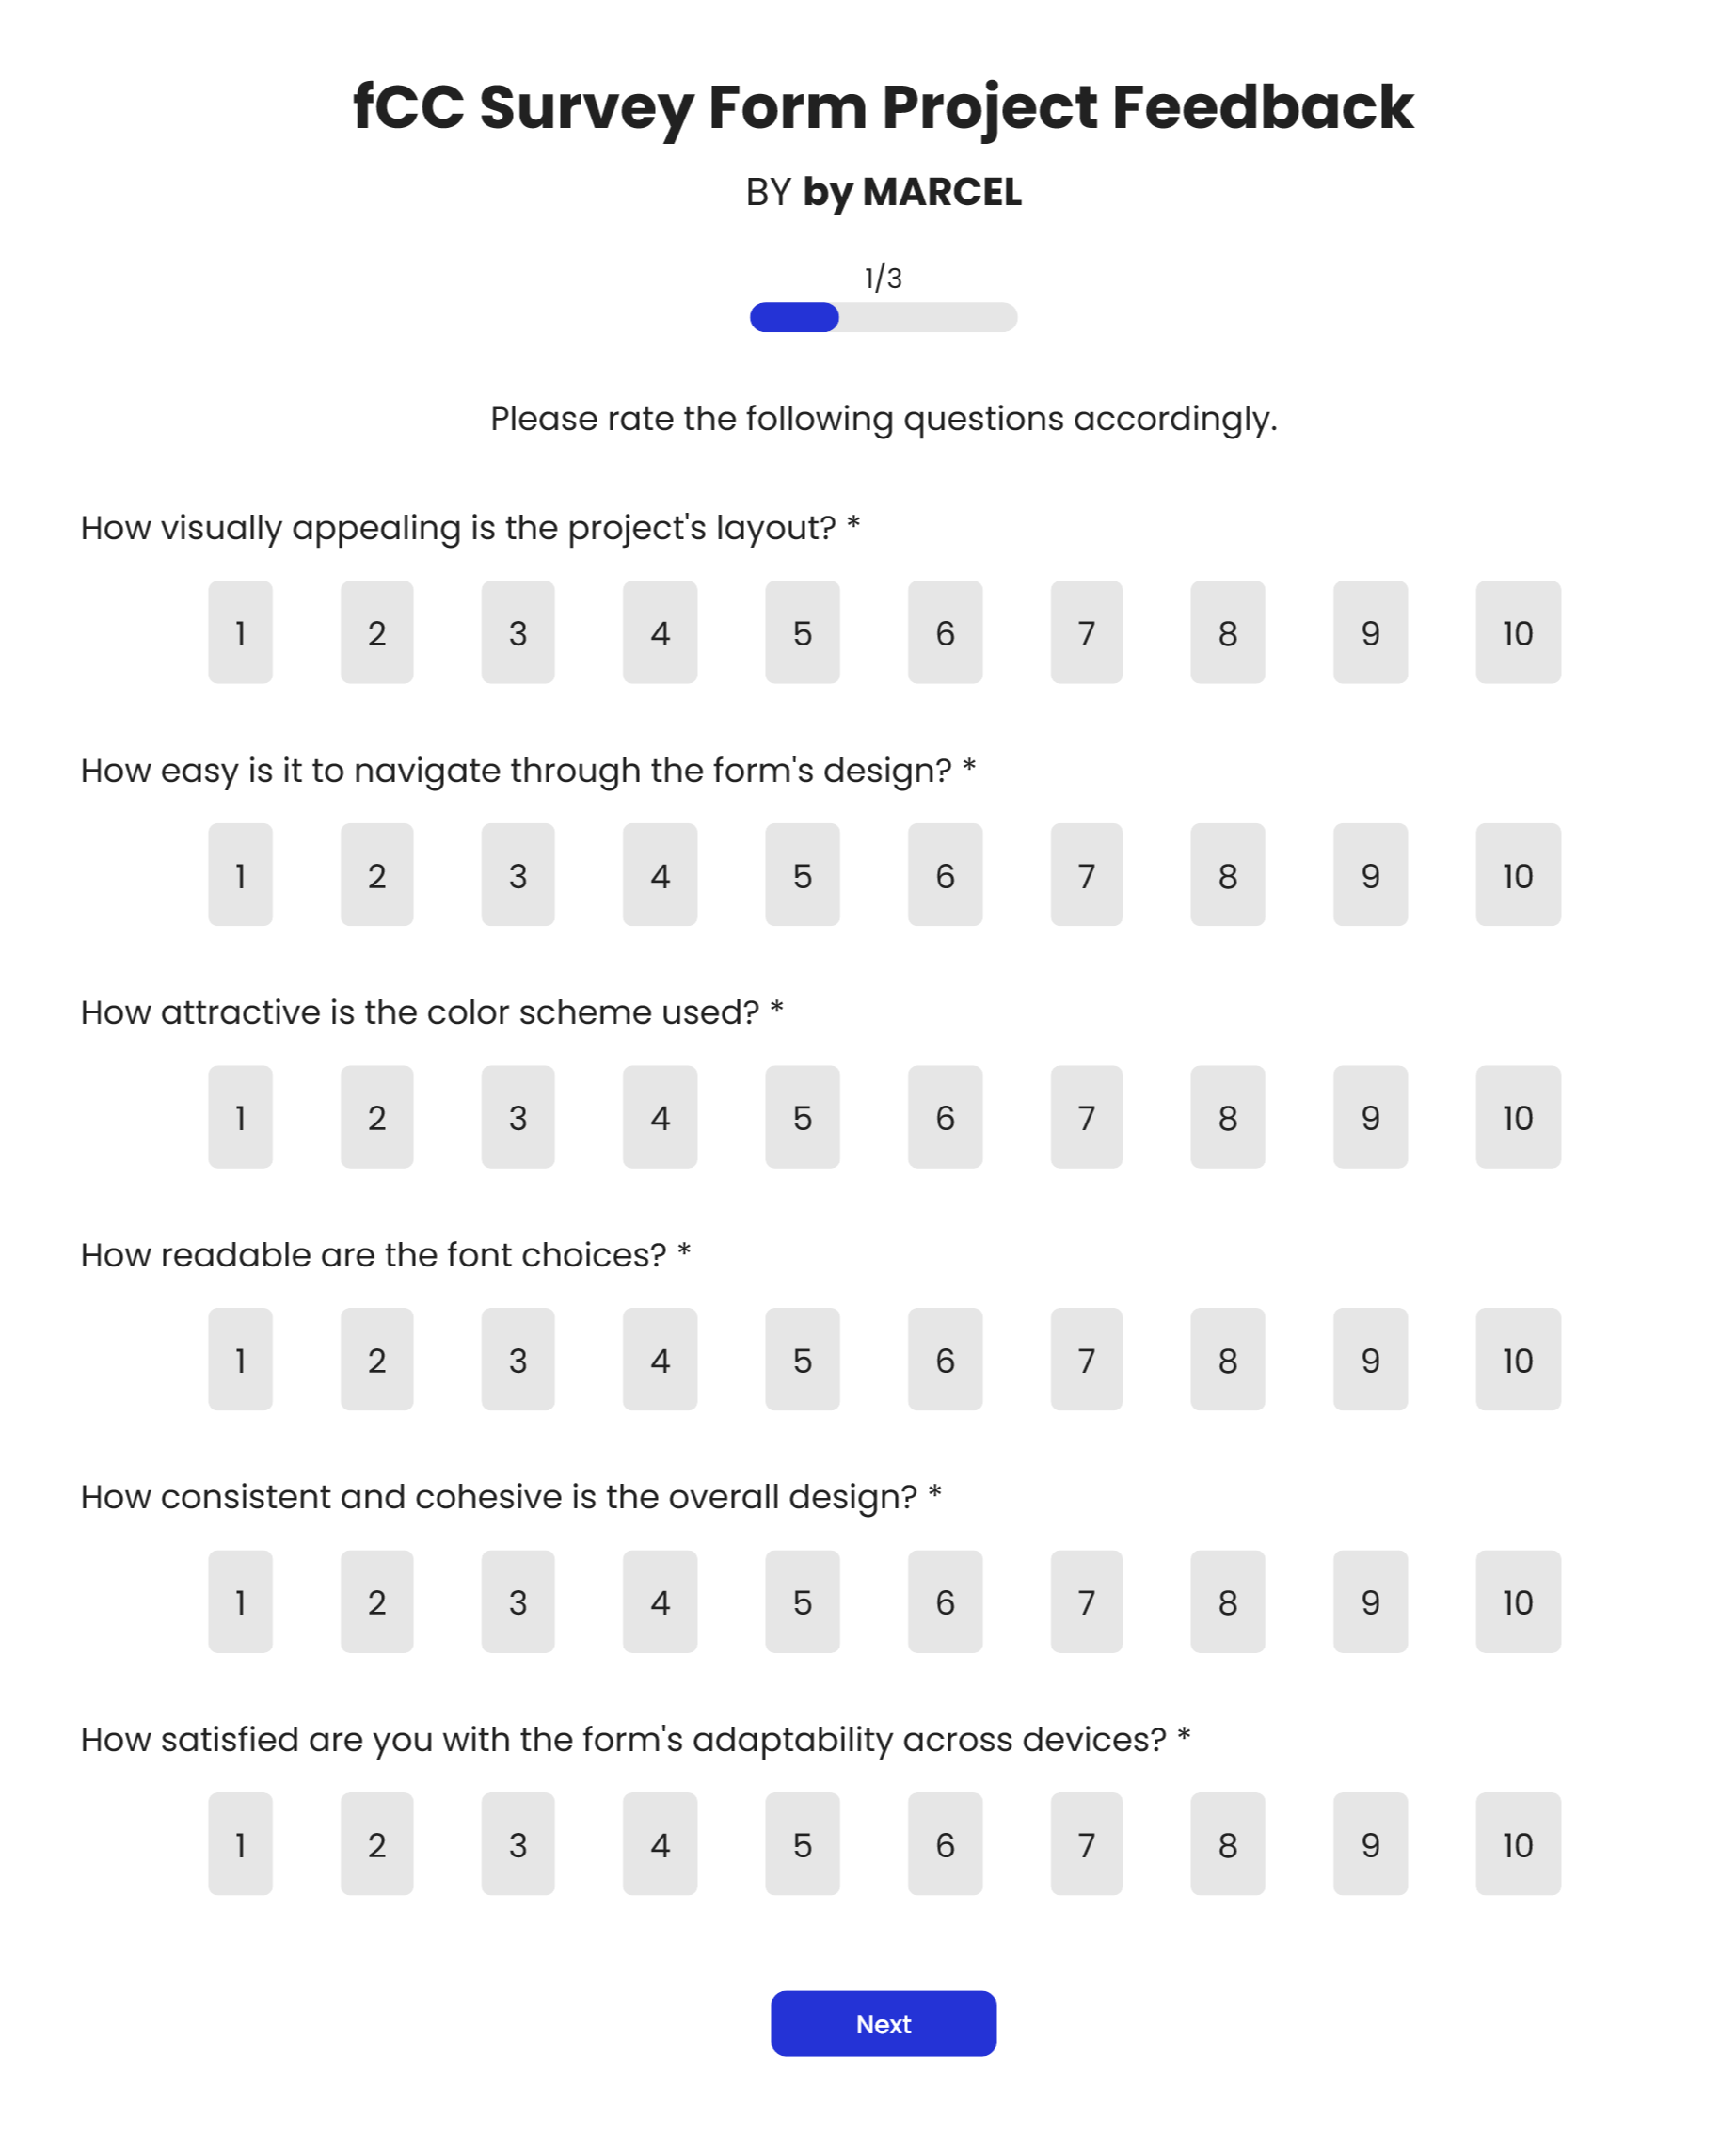 fCC Survey Form Project Feedback
BY by MARCEL
1/3
Please rate the following questions accordingly.
How visually appealing is the project's layout? *
1 2 3 4 5 6 7 8 9 10
How easy is it to navigate through the form's design? *
1 2 3 4 5 6 7 8 9 10
How attractive is the color scheme used? *
1 2 3 4 5 6 7 8 9 10
How readable are the font choices? *
1 2 3 4 5 6 7 8 9 10
How consistent and cohesive is the overall design? *
1 2 3 4 5 6 7 8 9 10
How satisfied are you with the form's adaptability across devices? *
1 2 3 4 5 6 7 8 9 10
Next